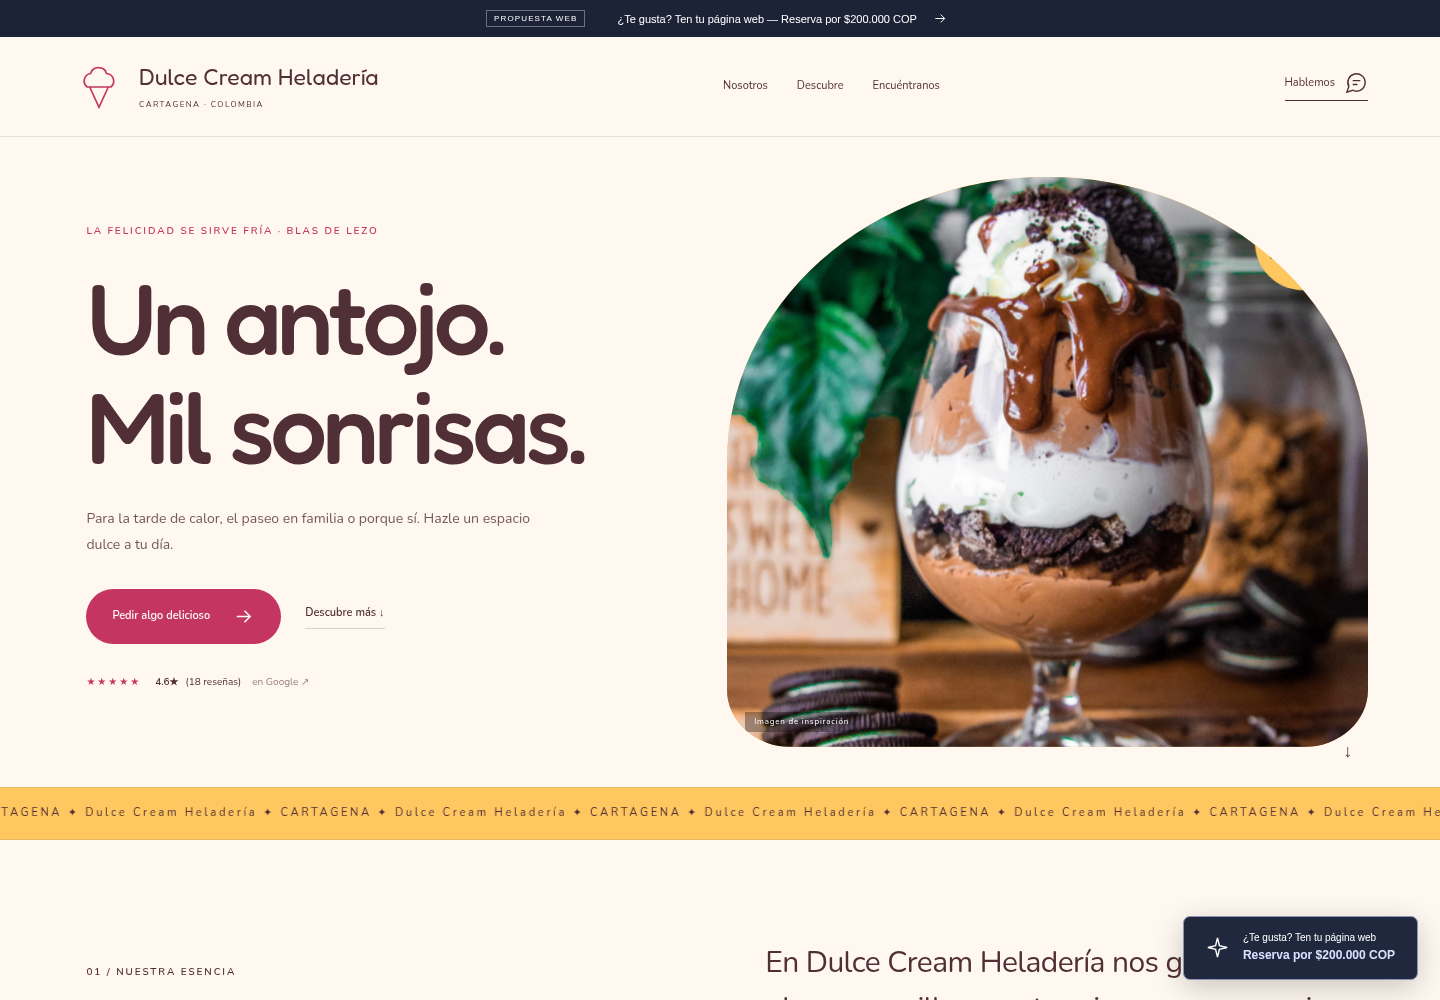 PROPUESTA WEB
¿Te gusta? Ten tu página web — Reserva por $200.000 COP →
Dulce Cream Heladería
CARTAGENA · COLOMBIA
Nosotros
Descubre
Encuéntranos
Hablemos
LA FELICIDAD SE SIRVE FRÍA · BLAS DE LEZO
Un antojo.
Mil sonrisas.
Para la tarde de calor, el paseo en familia o porque sí. Hazle un espacio
dulce a tu día.
Pedir algo delicioso →
Descubre más ↓
★★★★★ 4.6★ (18 reseñas) en Google ↗
HOME
Imagen de inspiración
↓
TAGENA ✦ Dulce Cream Heladería ✦ CARTAGENA ✦ Dulce Cream Heladería ✦ CARTAGENA ✦ Dulce Cream Heladería ✦ CARTAGENA ✦ Dulce Cream Heladería ✦ CARTAGENA ✦ Dulce Cream He
01 / NUESTRA ESENCIA
En Dulce Cream Heladería nos g
¿Te gusta? Ten tu página web
Reserva por $200.000 COP